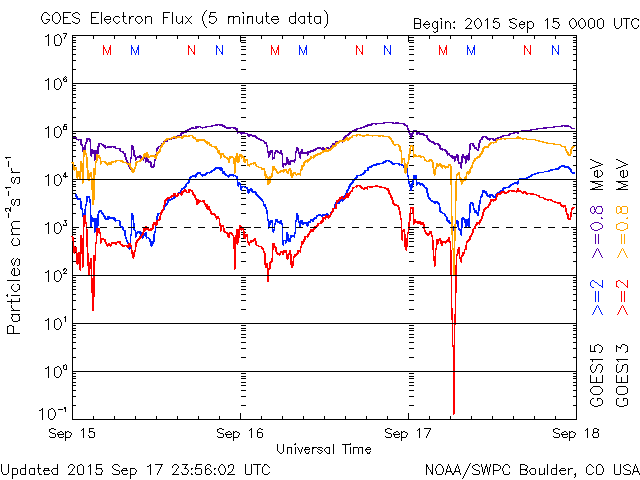 GOES Electron Flux (5 minute data)
Begin: 2015 Sep 15 0000 UTC
M M N N M M N N M M N N
10⁷
10⁶
10⁵
10⁴
10³
10²
10¹
10⁰
10⁻¹
Particles cm⁻²s⁻¹sr⁻¹
Sep 15 Sep 16 Sep 17 Sep 18
Universal Time
GOES15 >=2 >=0.8 MeV
GOES13 >=2 >=0.8 MeV
Updated 2015 Sep 17 23:56:02 UTC
NOAA/SWPC Boulder, CO USA